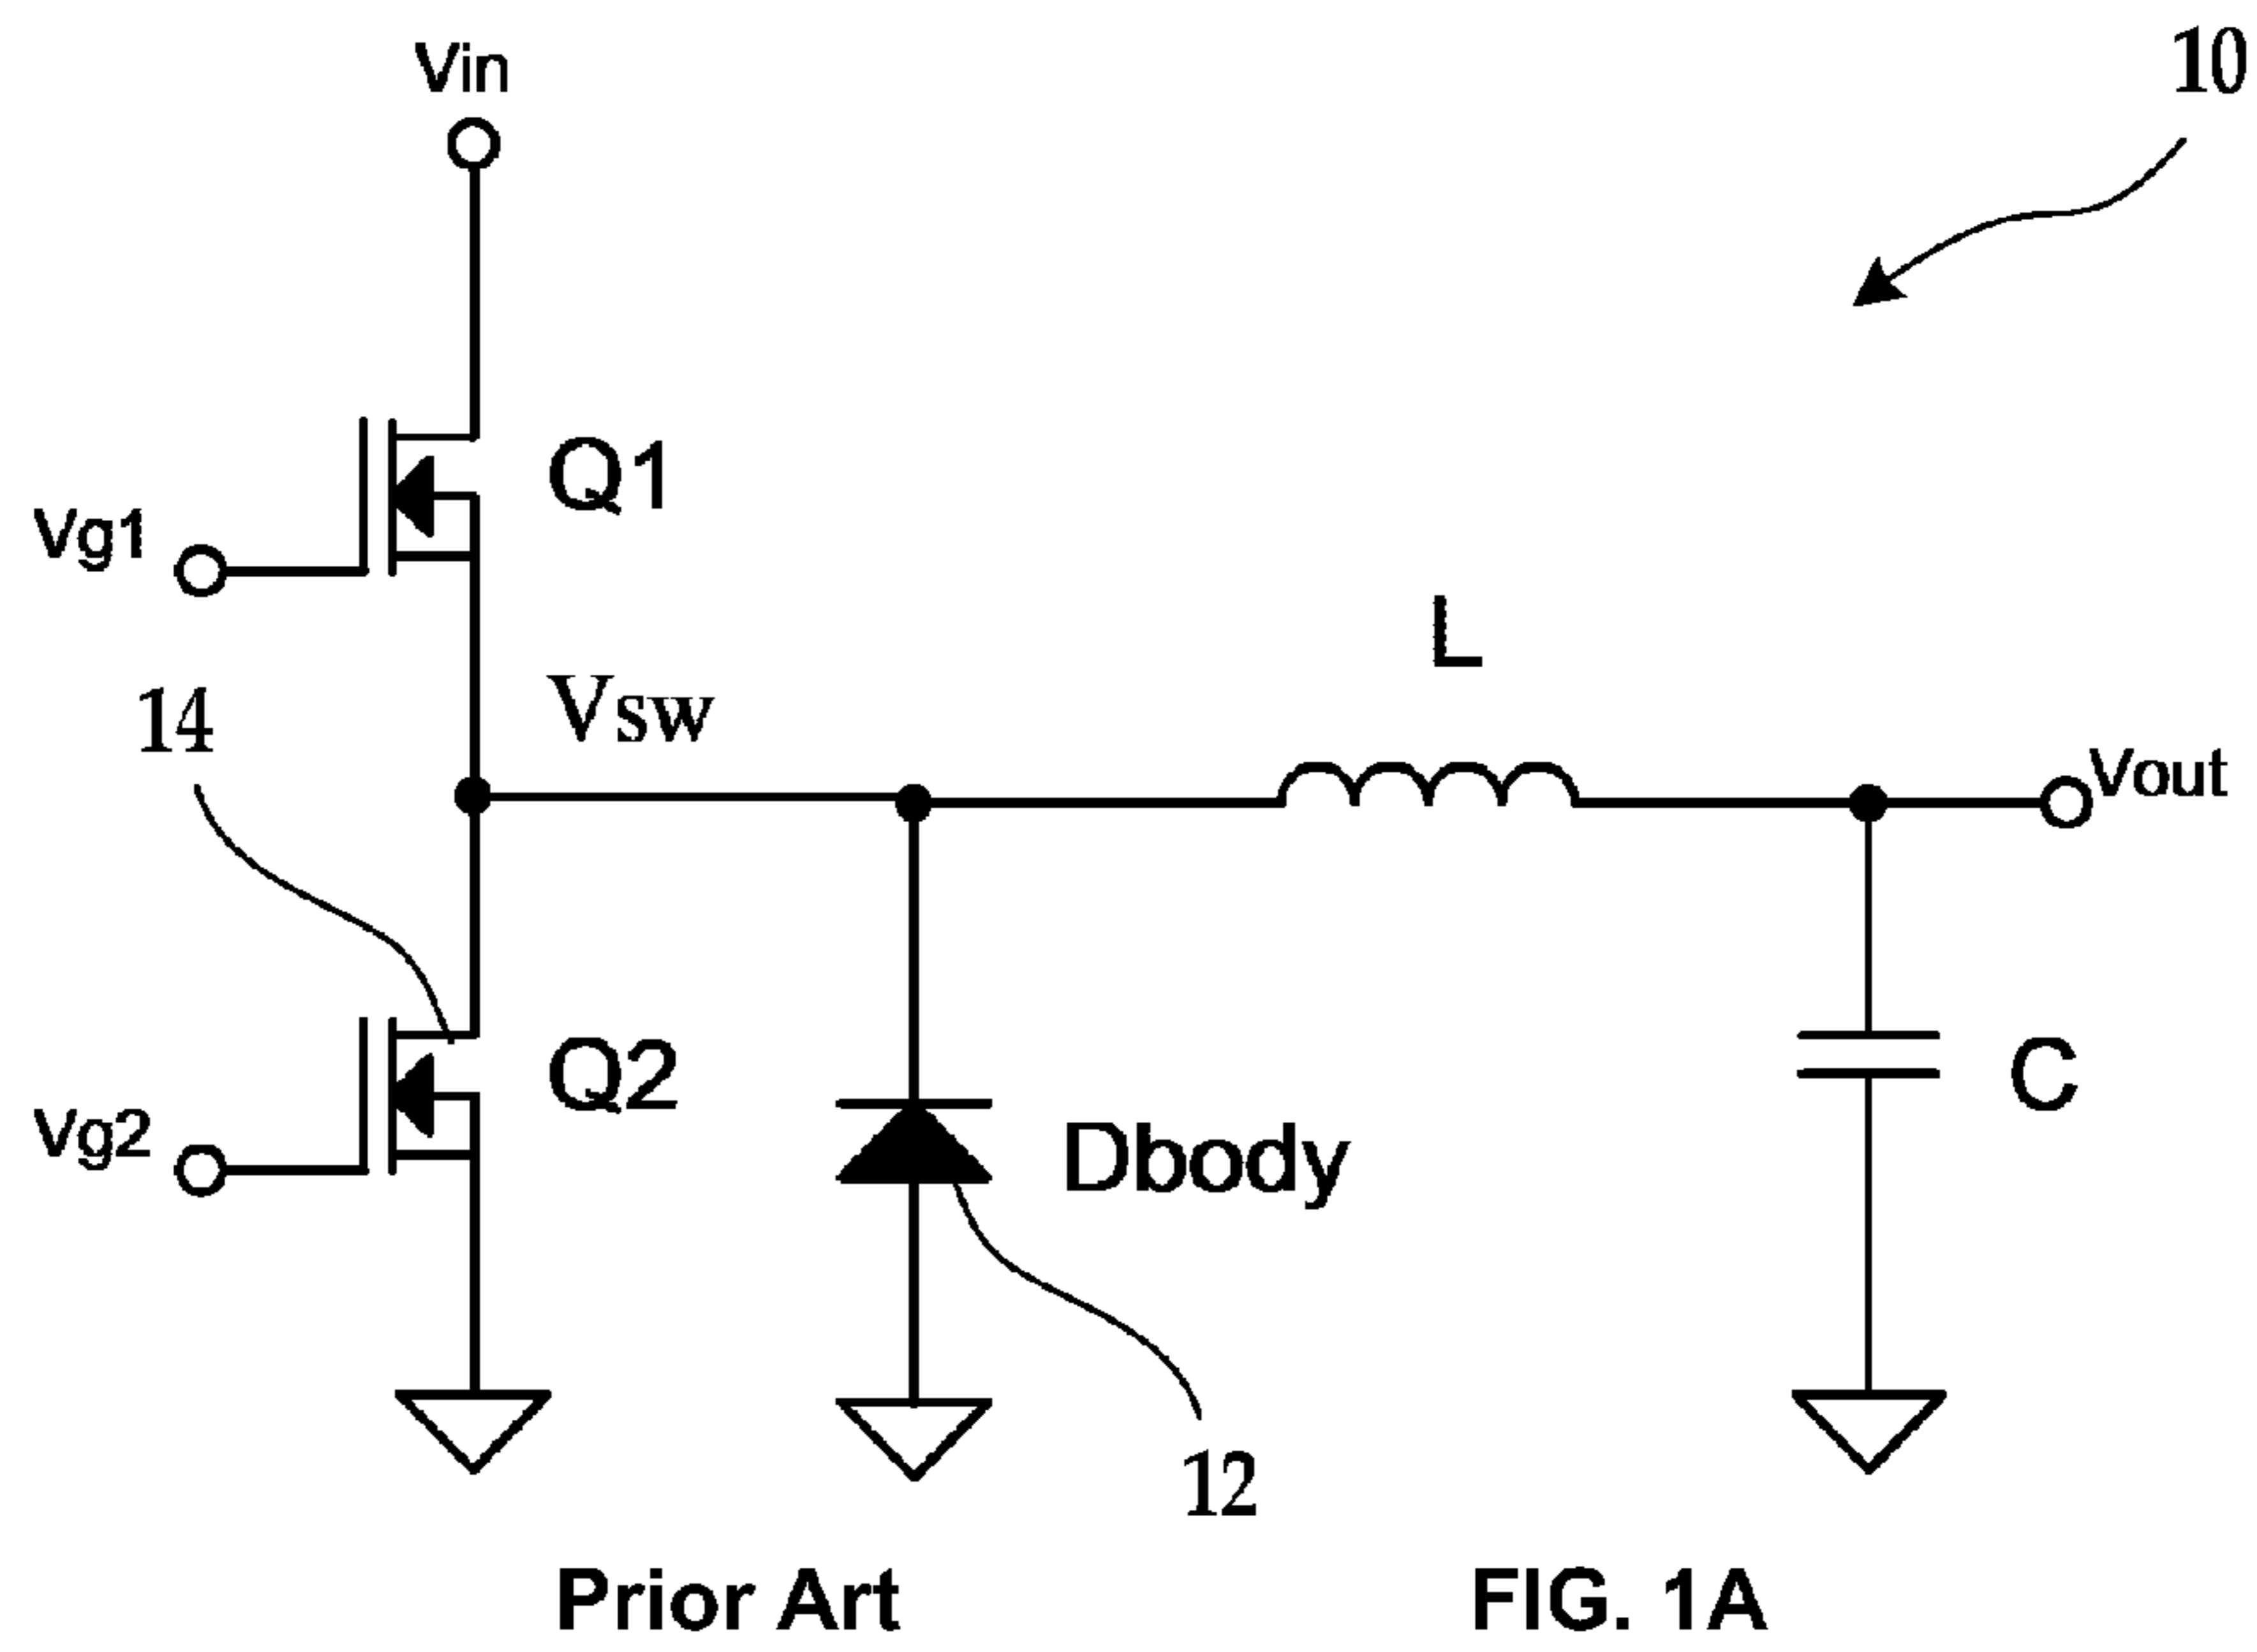 Vin
10
Q1
Vg1
L
14
Vsw
Vout
Q2
C
Vg2
Dbody
12
Prior Art
FIG. 1A